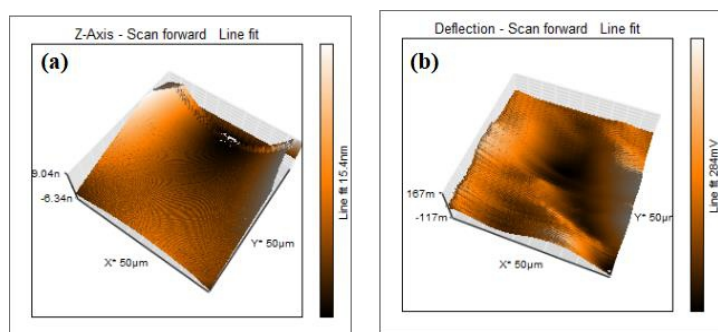 Z-Axis - Scan forward Line fit
(a)
9.04n
-6.34n
X* 50µm
Y* 50µm
Line fit 15.4nm
Deflection - Scan forward Line fit
(b)
167m
-117m
X* 50µm
Y* 50µm
Line fit 284mV